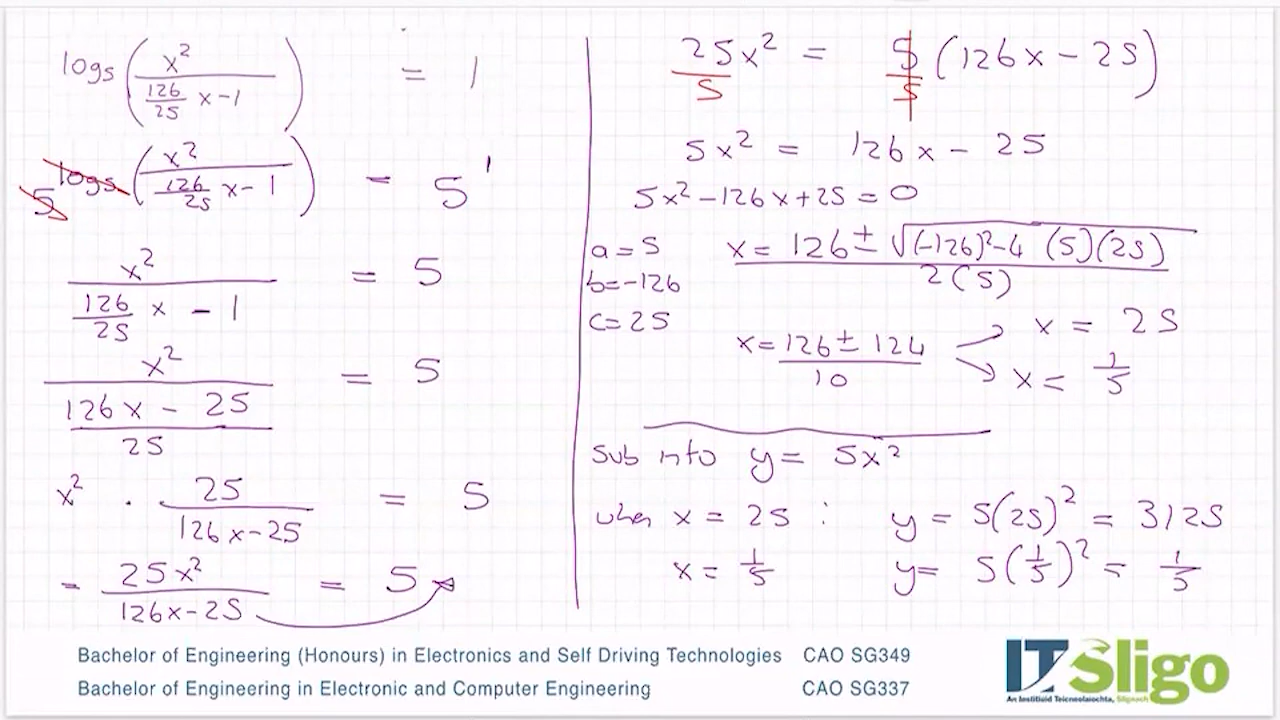 log₅ (x² / (126/25 x − 1)) = 1
5^log₅ (x² / (126/25 x − 1)) = 5¹
x² / (126/25 x − 1) = 5
x² / ((126x − 25) / 25) = 5
x² · 25 / (126x − 25) = 5
= 25x² / (126x − 25) = 5
25x² / 5 = 5/5 (126x − 25)
5x² = 126x − 25
5x² − 126x + 25 = 0
a = 5
b = −126
c = 25
x = 126 ± √((−126)² − 4 (5)(25)) / 2(5)
x = 126 ± 124 / 10
x = 25
x = 1/5
Sub into y = 5x²
when x = 25 : y = 5(25)² = 3125
x = 1/5 y = 5(1/5)² = 1/5
Bachelor of Engineering (Honours) in Electronics and Self Driving Technologies CAO SG349
Bachelor of Engineering in Electronic and Computer Engineering CAO SG337
IT Sligo
An Institiúid Teicneolaíochta, Sligeach